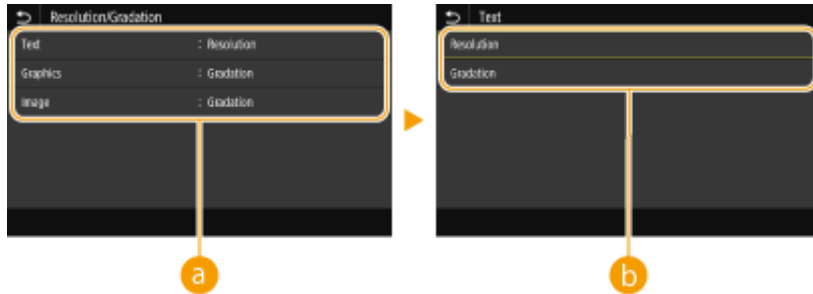 Resolution/Gradation
Text : Resolution
Graphics : Gradation
Image : Gradation
a
Text
Resolution
Gradation
b